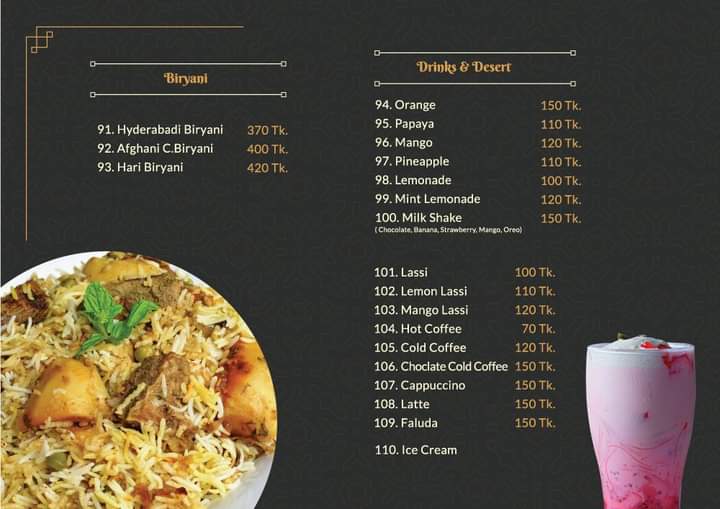 Biryani
91. Hyderabadi Biryani 370 Tk.
92. Afghani C.Biryani 400 Tk.
93. Hari Biryani 420 Tk.
Drinks & Desert
94. Orange 150 Tk.
95. Papaya 110 Tk.
96. Mango 120 Tk.
97. Pineapple 110 Tk.
98. Lemonade 100 Tk.
99. Mint Lemonade 120 Tk.
100. Milk Shake 150 Tk.
( Chocolate, Banana, Strawberry, Mango, Oreo)
101. Lassi 100 Tk.
102. Lemon Lassi 110 Tk.
103. Mango Lassi 120 Tk.
104. Hot Coffee 70 Tk.
105. Cold Coffee 120 Tk.
106. Choclate Cold Coffee 150 Tk.
107. Cappuccino 150 Tk.
108. Latte 150 Tk.
109. Faluda 150 Tk.
110. Ice Cream